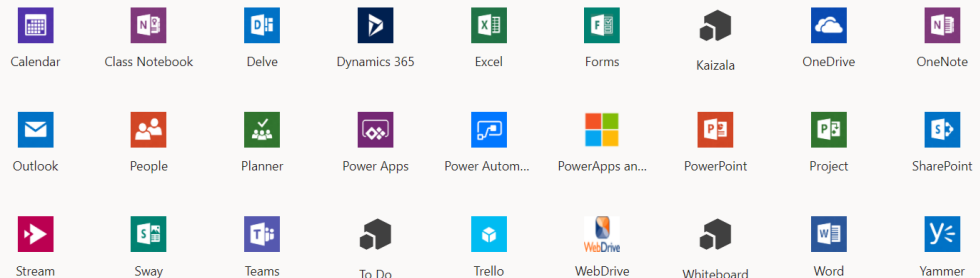 Calendar
Class Notebook
Delve
Dynamics 365
Excel
Forms
Kaizala
OneDrive
OneNote
Outlook
People
Planner
Power Apps
Power Autom...
PowerApps an...
PowerPoint
Project
SharePoint
Stream
Sway
Teams
To Do
Trello
WebDrive
WebDrive
Whiteboard
Word
Yammer